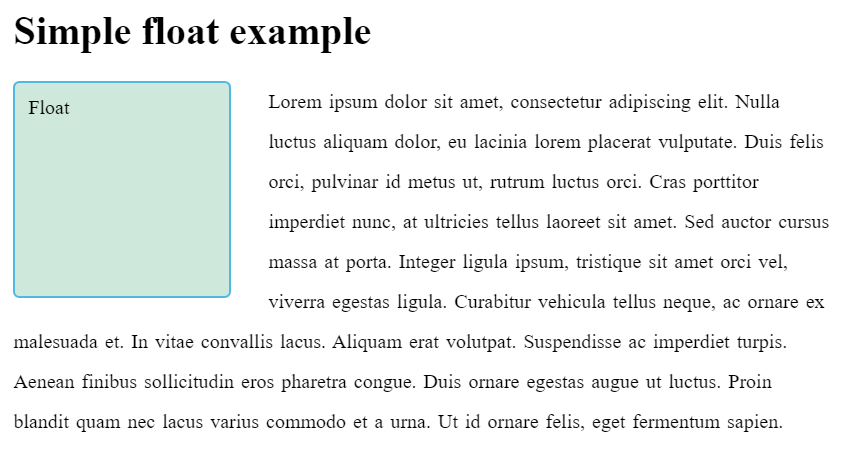 Simple float example
Float
Lorem ipsum dolor sit amet, consectetur adipiscing elit. Nulla
luctus aliquam dolor, eu lacinia lorem placerat vulputate. Duis felis
orci, pulvinar id metus ut, rutrum luctus orci. Cras porttitor
imperdiet nunc, at ultricies tellus laoreet sit amet. Sed auctor cursus
massa at porta. Integer ligula ipsum, tristique sit amet orci vel,
viverra egestas ligula. Curabitur vehicula tellus neque, ac ornare ex
malesuada et. In vitae convallis lacus. Aliquam erat volutpat. Suspendisse ac imperdiet turpis.
Aenean finibus sollicitudin eros pharetra congue. Duis ornare egestas augue ut luctus. Proin
blandit quam nec lacus varius commodo et a urna. Ut id ornare felis, eget fermentum sapien.